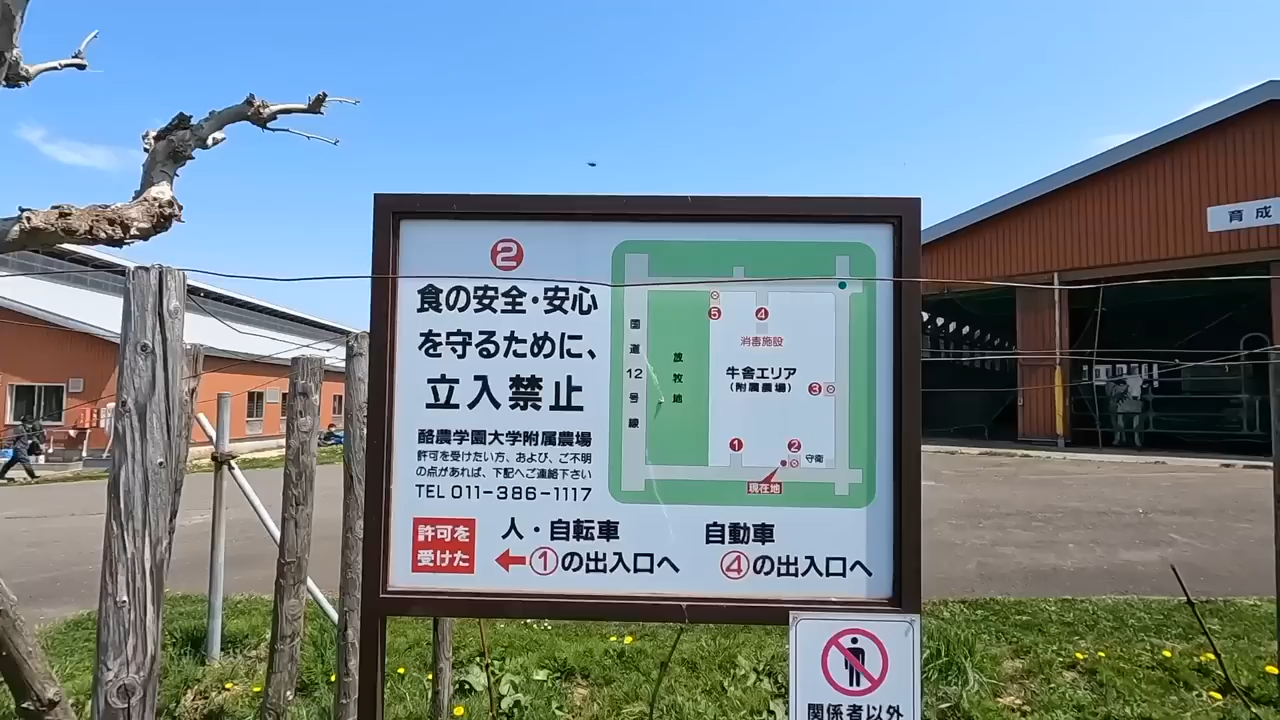 育成
②
食の安全・安心
を守るために、
立入禁止
酪農学園大学附属農場
許可を受けたい方、および、ご不明
の点があれば、下記へご連絡下さい
TEL 011-386-1117
許可を
受けた
人・自転車
←①の出入口へ
自動車
④の出入口へ
国道12号線
放牧地
⑤
④
消毒施設
牛舎エリア
(附属農場)
③
①
②
守衛
現在地
関係者以外